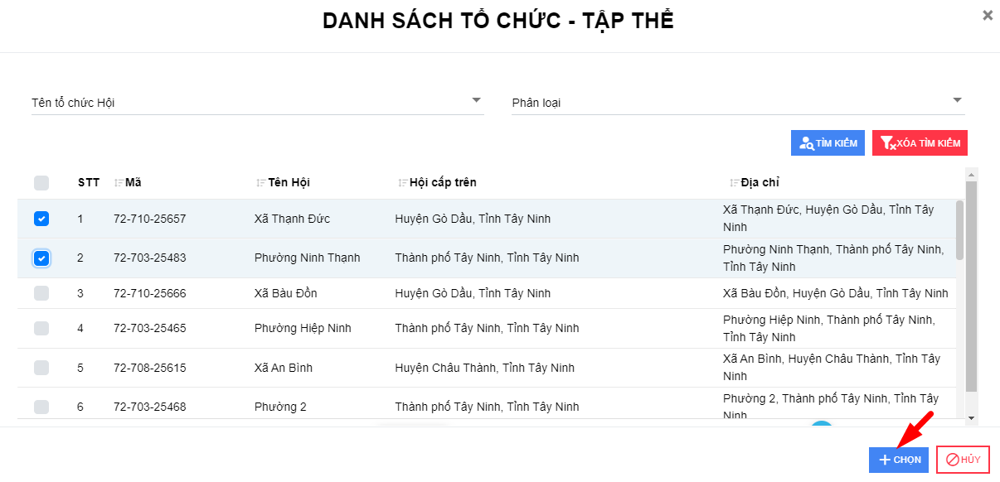 DANH SÁCH TỔ CHỨC - TẬP THỂ
Tên tổ chức Hội
Phân loại
TÌM KIẾM
XÓA TÌM KIẾM
STT Mã Tên Hội Hội cấp trên Địa chỉ
1 72-710-25657 Xã Thạnh Đức Huyện Gò Dầu, Tỉnh Tây Ninh Xã Thạnh Đức, Huyện Gò Dầu, Tỉnh Tây
Ninh
2 72-703-25483 Phường Ninh Thạnh Thành phố Tây Ninh, Tỉnh Tây Ninh Phường Ninh Thạnh, Thành phố Tây Ninh,
Tỉnh Tây Ninh
3 72-710-25666 Xã Bàu Đồn Huyện Gò Dầu, Tỉnh Tây Ninh Xã Bàu Đồn, Huyện Gò Dầu, Tỉnh Tây Ninh
4 72-703-25465 Phường Hiệp Ninh Thành phố Tây Ninh, Tỉnh Tây Ninh Phường Hiệp Ninh, Thành phố Tây Ninh,
Tỉnh Tây Ninh
5 72-708-25615 Xã An Bình Huyện Châu Thành, Tỉnh Tây Ninh Xã An Bình, Huyện Châu Thành, Tỉnh Tây
Ninh
6 72-703-25468 Phường 2 Thành phố Tây Ninh, Tỉnh Tây Ninh Phường 2, Thành phố Tây Ninh, Tỉnh Tây
Ninh
CHỌN
HỦY